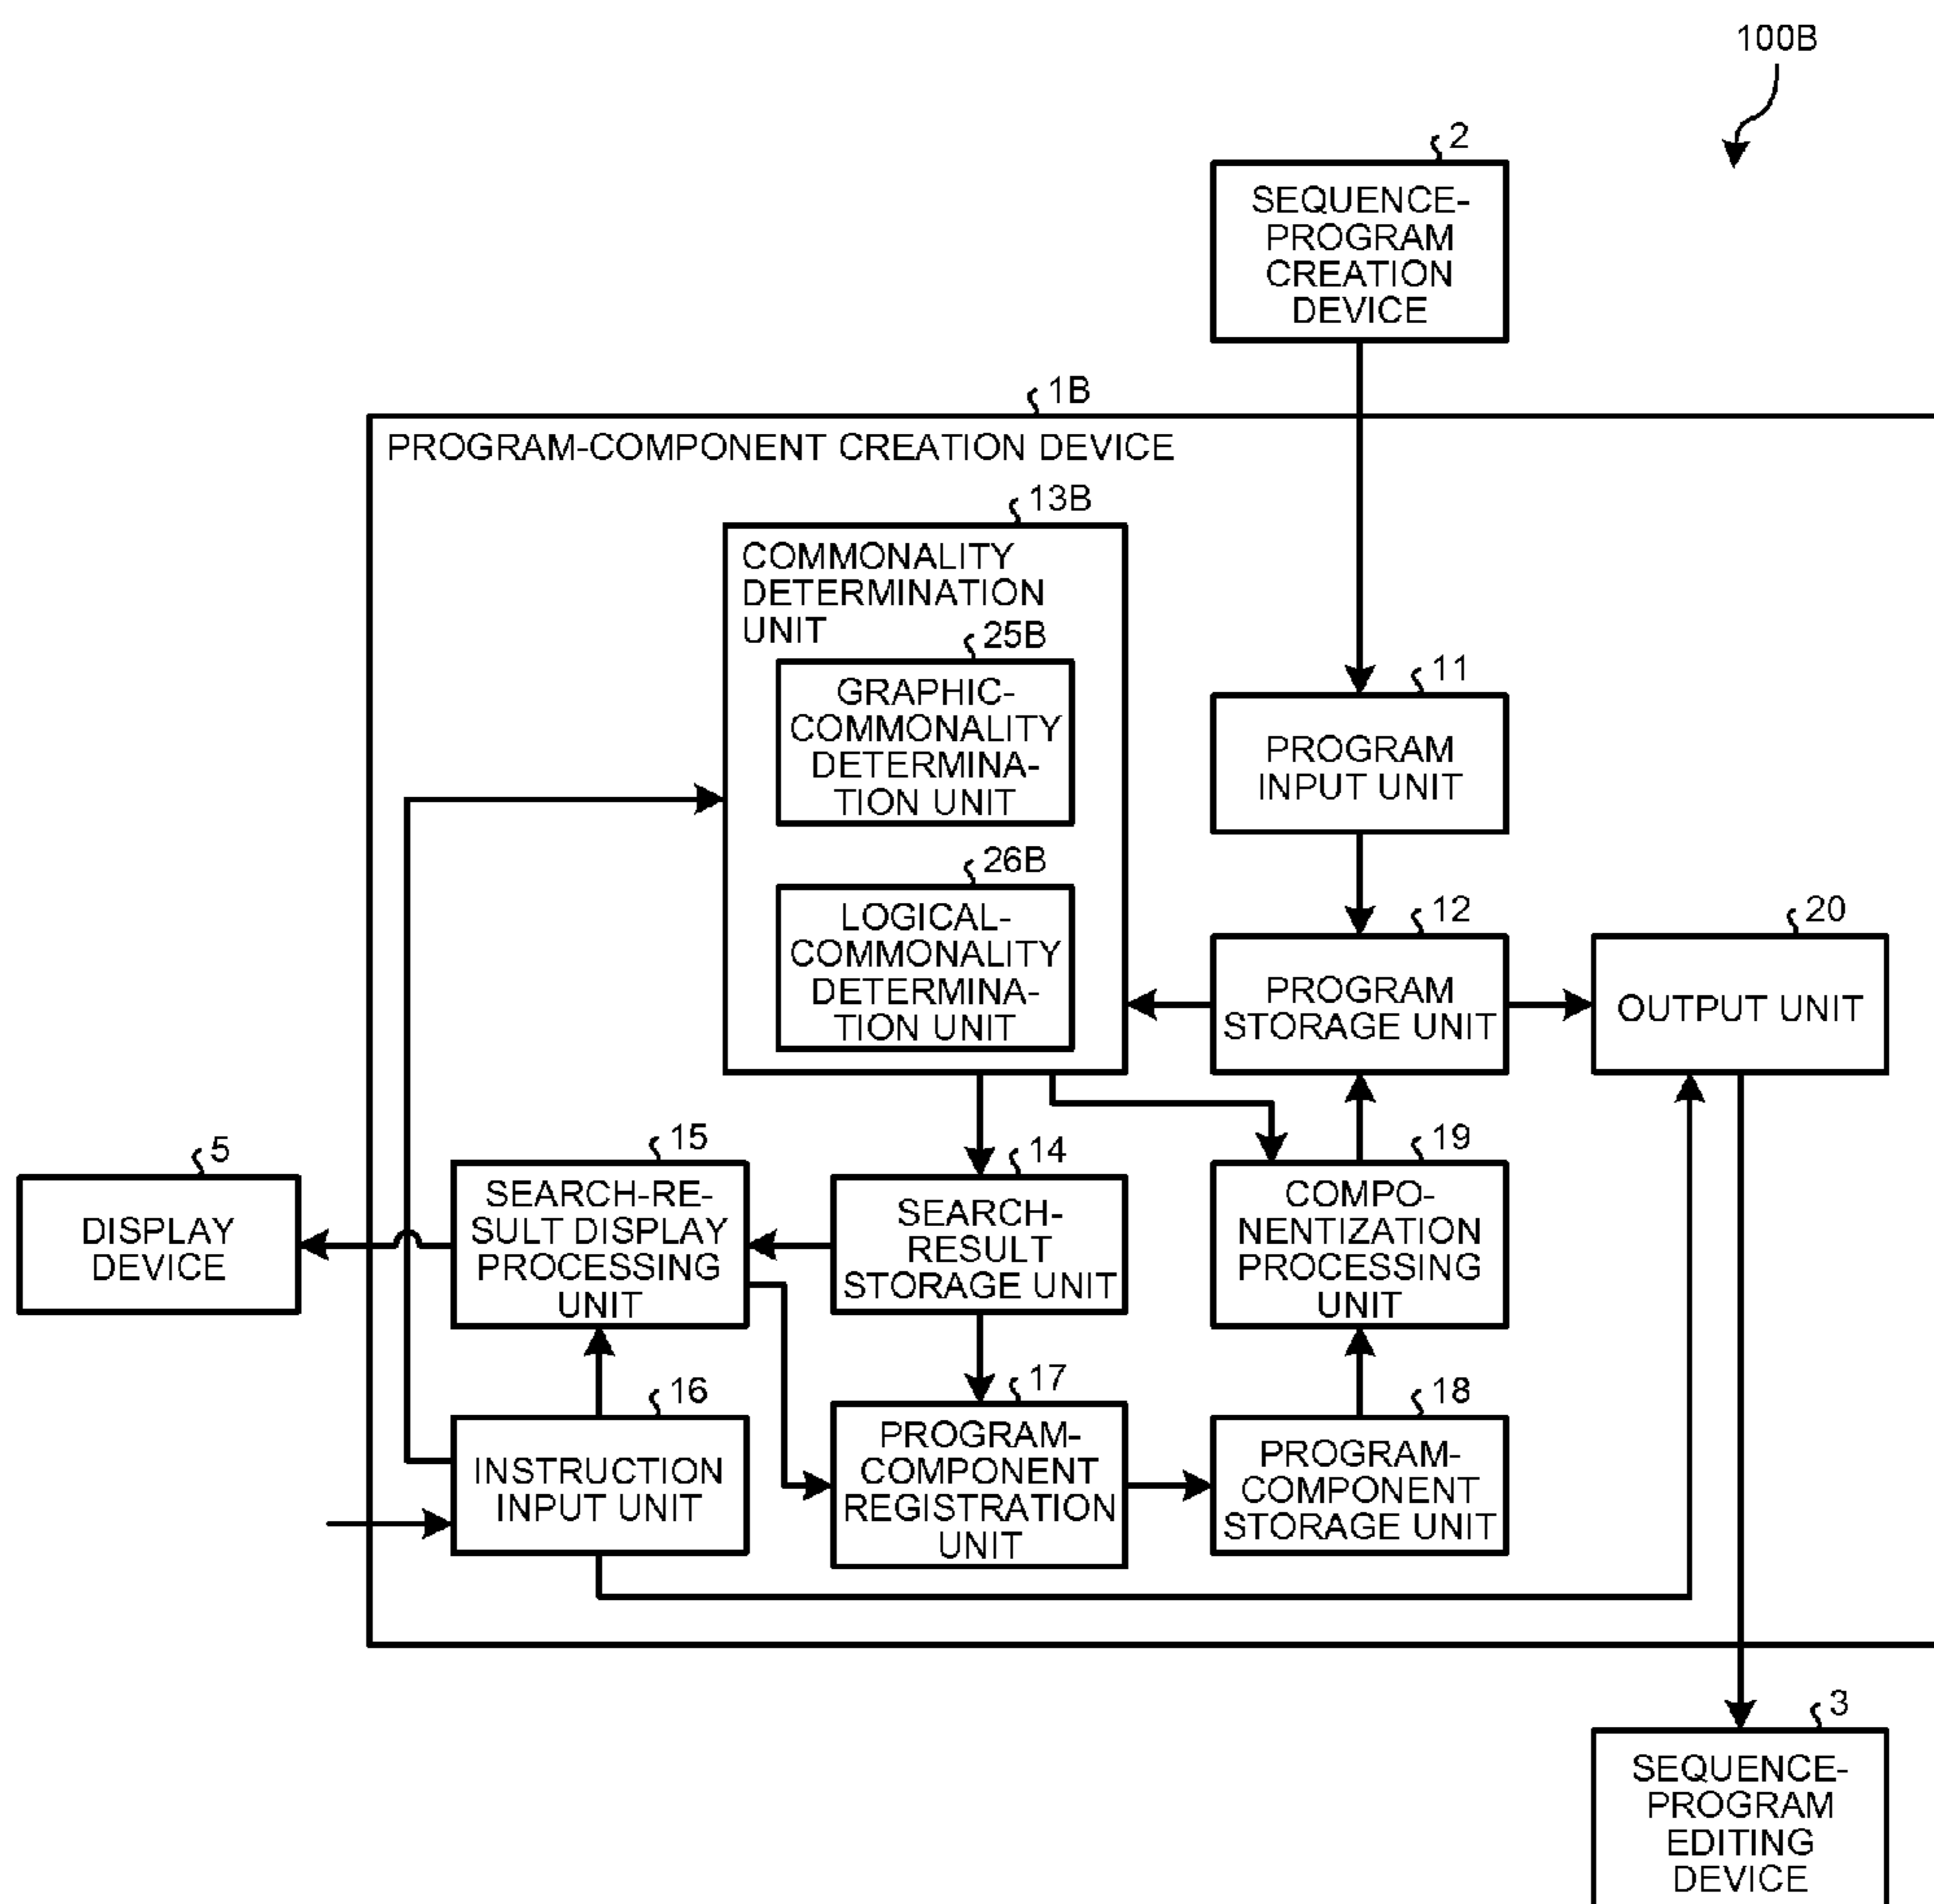 100B
2
SEQUENCE-
PROGRAM
CREATION
DEVICE
1B
PROGRAM-COMPONENT CREATION DEVICE
13B
COMMONALITY
DETERMINATION
UNIT
25B
GRAPHIC-
COMMONALITY
DETERMINA-
TION UNIT
11
PROGRAM
INPUT UNIT
26B
LOGICAL-
COMMONALITY
DETERMINA-
TION UNIT
12
PROGRAM
STORAGE UNIT
20
OUTPUT UNIT
5
DISPLAY
DEVICE
15
SEARCH-RE-
SULT DISPLAY
PROCESSING
UNIT
14
SEARCH-
RESULT
STORAGE UNIT
19
COMPO-
NENTIZATION
PROCESSING
UNIT
16
INSTRUCTION
INPUT UNIT
17
PROGRAM-
COMPONENT
REGISTRATION
UNIT
18
PROGRAM-
COMPONENT
STORAGE UNIT
3
SEQUENCE-
PROGRAM
EDITING
DEVICE